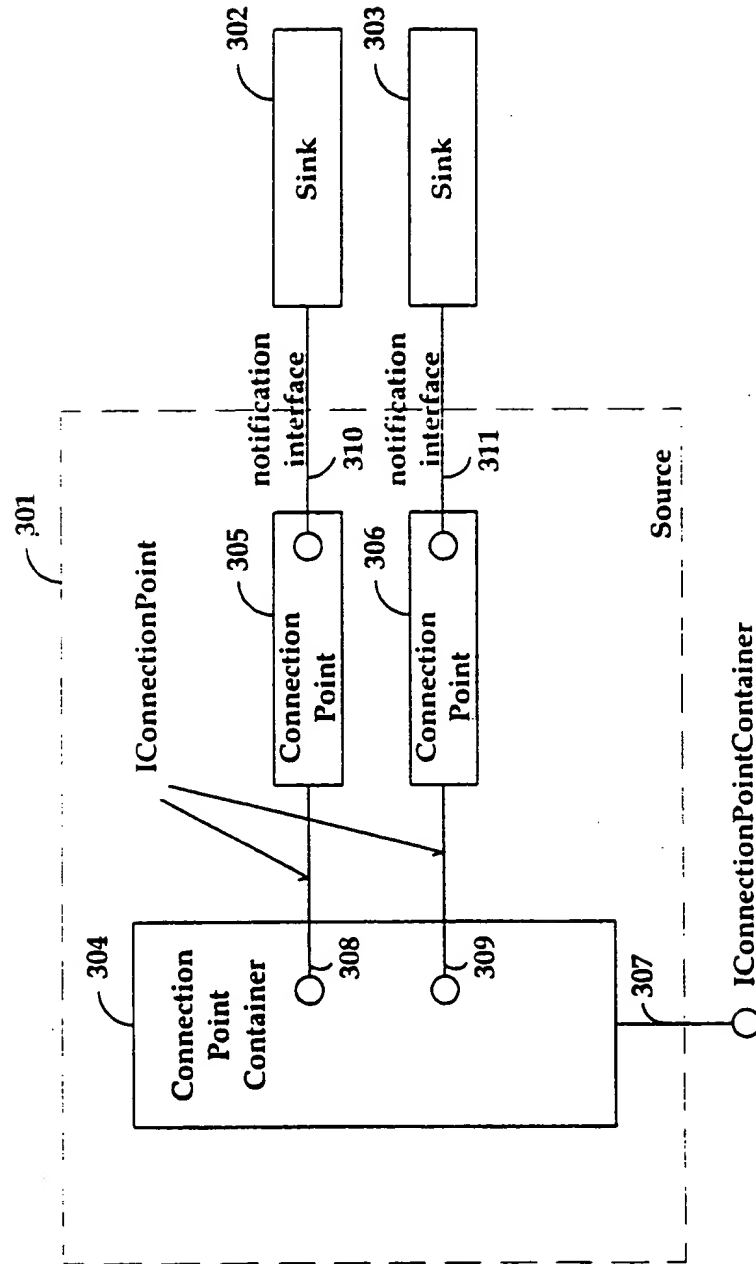 301
Source
304
Connection
Point
Container
308
309
307
IConnectionPointContainer
IConnectionPoint
305
Connection
Point
306
Connection
Point
notification
interface
310
notification
interface
311
302
Sink
303
Sink